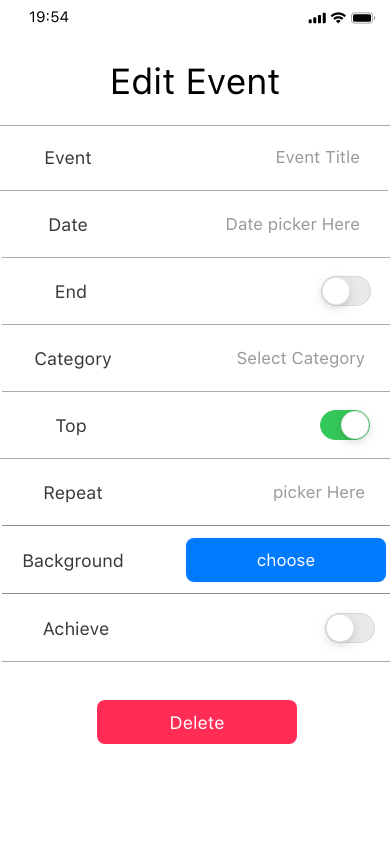 19:54
Edit Event
Event Event Title
Date Date picker Here
End
Category Select Category
Top
Repeat picker Here
Background choose
Achieve
Delete